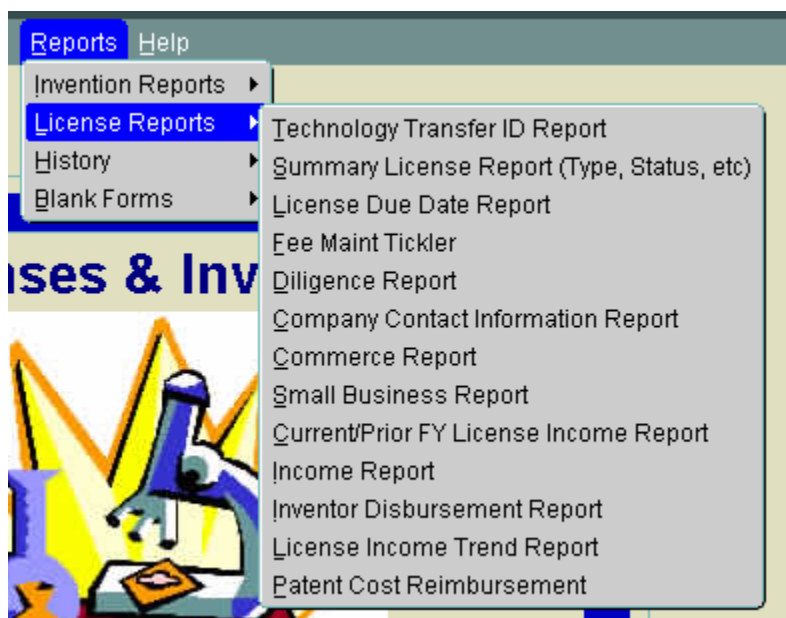 Reports Help
Invention Reports
License Reports
History
Blank Forms
Technology Transfer ID Report
Summary License Report (Type, Status, etc)
License Due Date Report
Fee Maint Tickler
Diligence Report
Company Contact Information Report
Commerce Report
Small Business Report
Current/Prior FY License Income Report
Income Report
Inventor Disbursement Report
License Income Trend Report
Patent Cost Reimbursement
ses & Inv